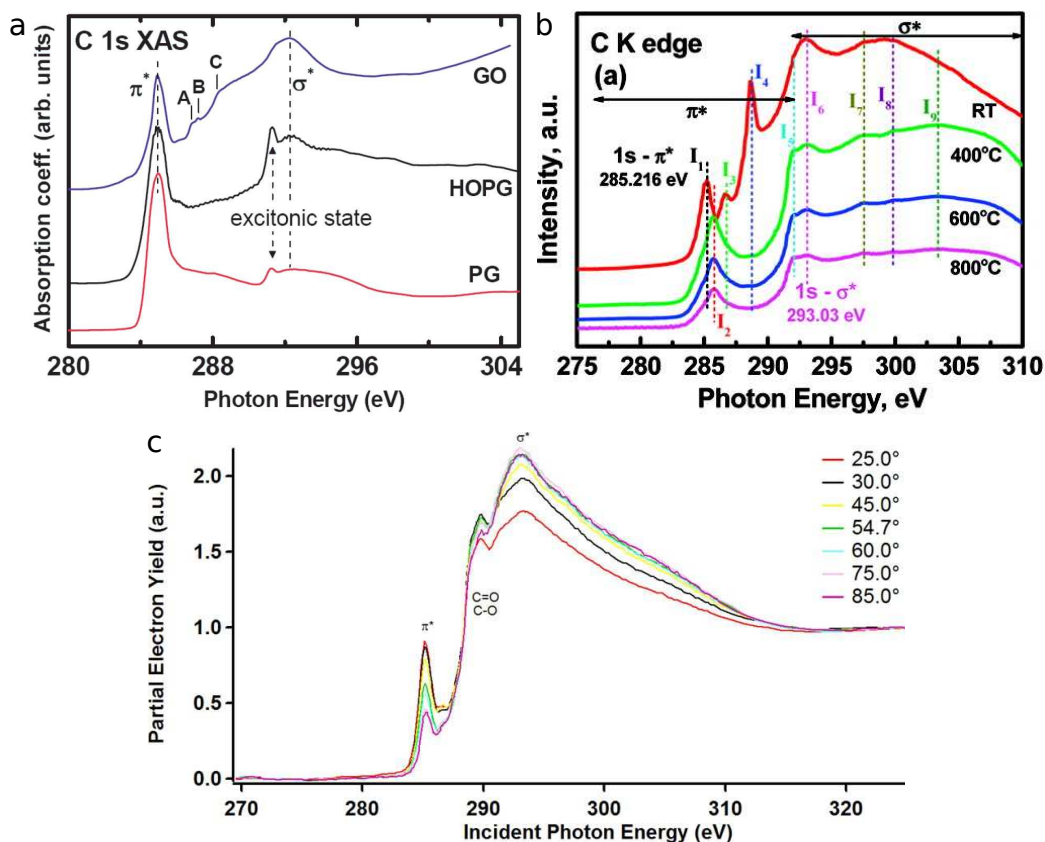 a
C 1s XAS
GO
π*
A
B
C
σ*
HOPG
excitonic state
PG
Absorption coeff. (arb. units)
280
288
296
304
Photon Energy (eV)
b
C K edge
(a)
σ*
π*
I₁
I₂
I₃
I₄
I₆
I₇
I₈
I₉
RT
400°C
600°C
800°C
1s - π*
285.216 eV
1s - σ*
293.03 eV
Intensity, a.u.
275
280
285
290
295
300
305
310
Photon Energy, eV
c
σ*
π*
C=O
C-O
25.0°
30.0°
45.0°
54.7°
60.0°
75.0°
85.0°
Partial Electron Yield (a.u.)
2.0
1.5
1.0
0.5
0.0
270
280
290
300
310
320
Incident Photon Energy (eV)